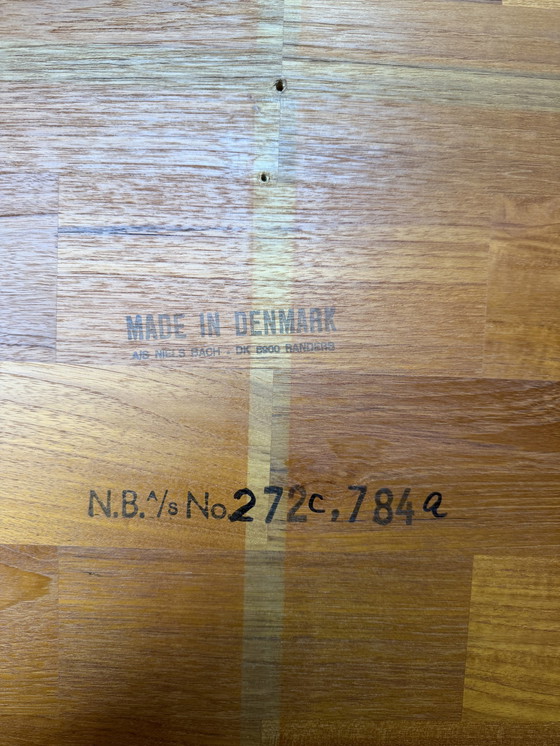 MADE IN DENMARK
A/S NIELS BACH . DK 8900 RANDERS
N.B. A/s No. 272c, 784a